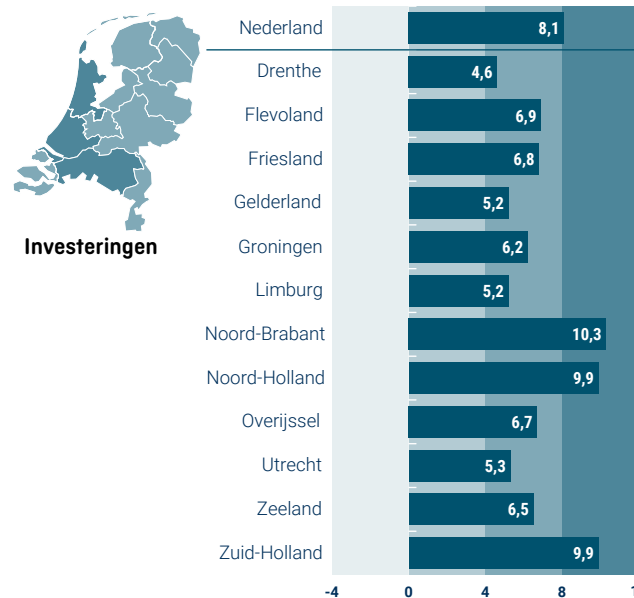 Nederland 8,1
Drenthe 4,6
Flevoland 6,9
Friesland 6,8
Gelderland 5,2
Investeringen
Groningen 6,2
Limburg 5,2
Noord-Brabant 10,3
Noord-Holland 9,9
Overijssel 6,7
Utrecht 5,3
Zeeland 6,5
Zuid-Holland 9,9
-4 0 4 8